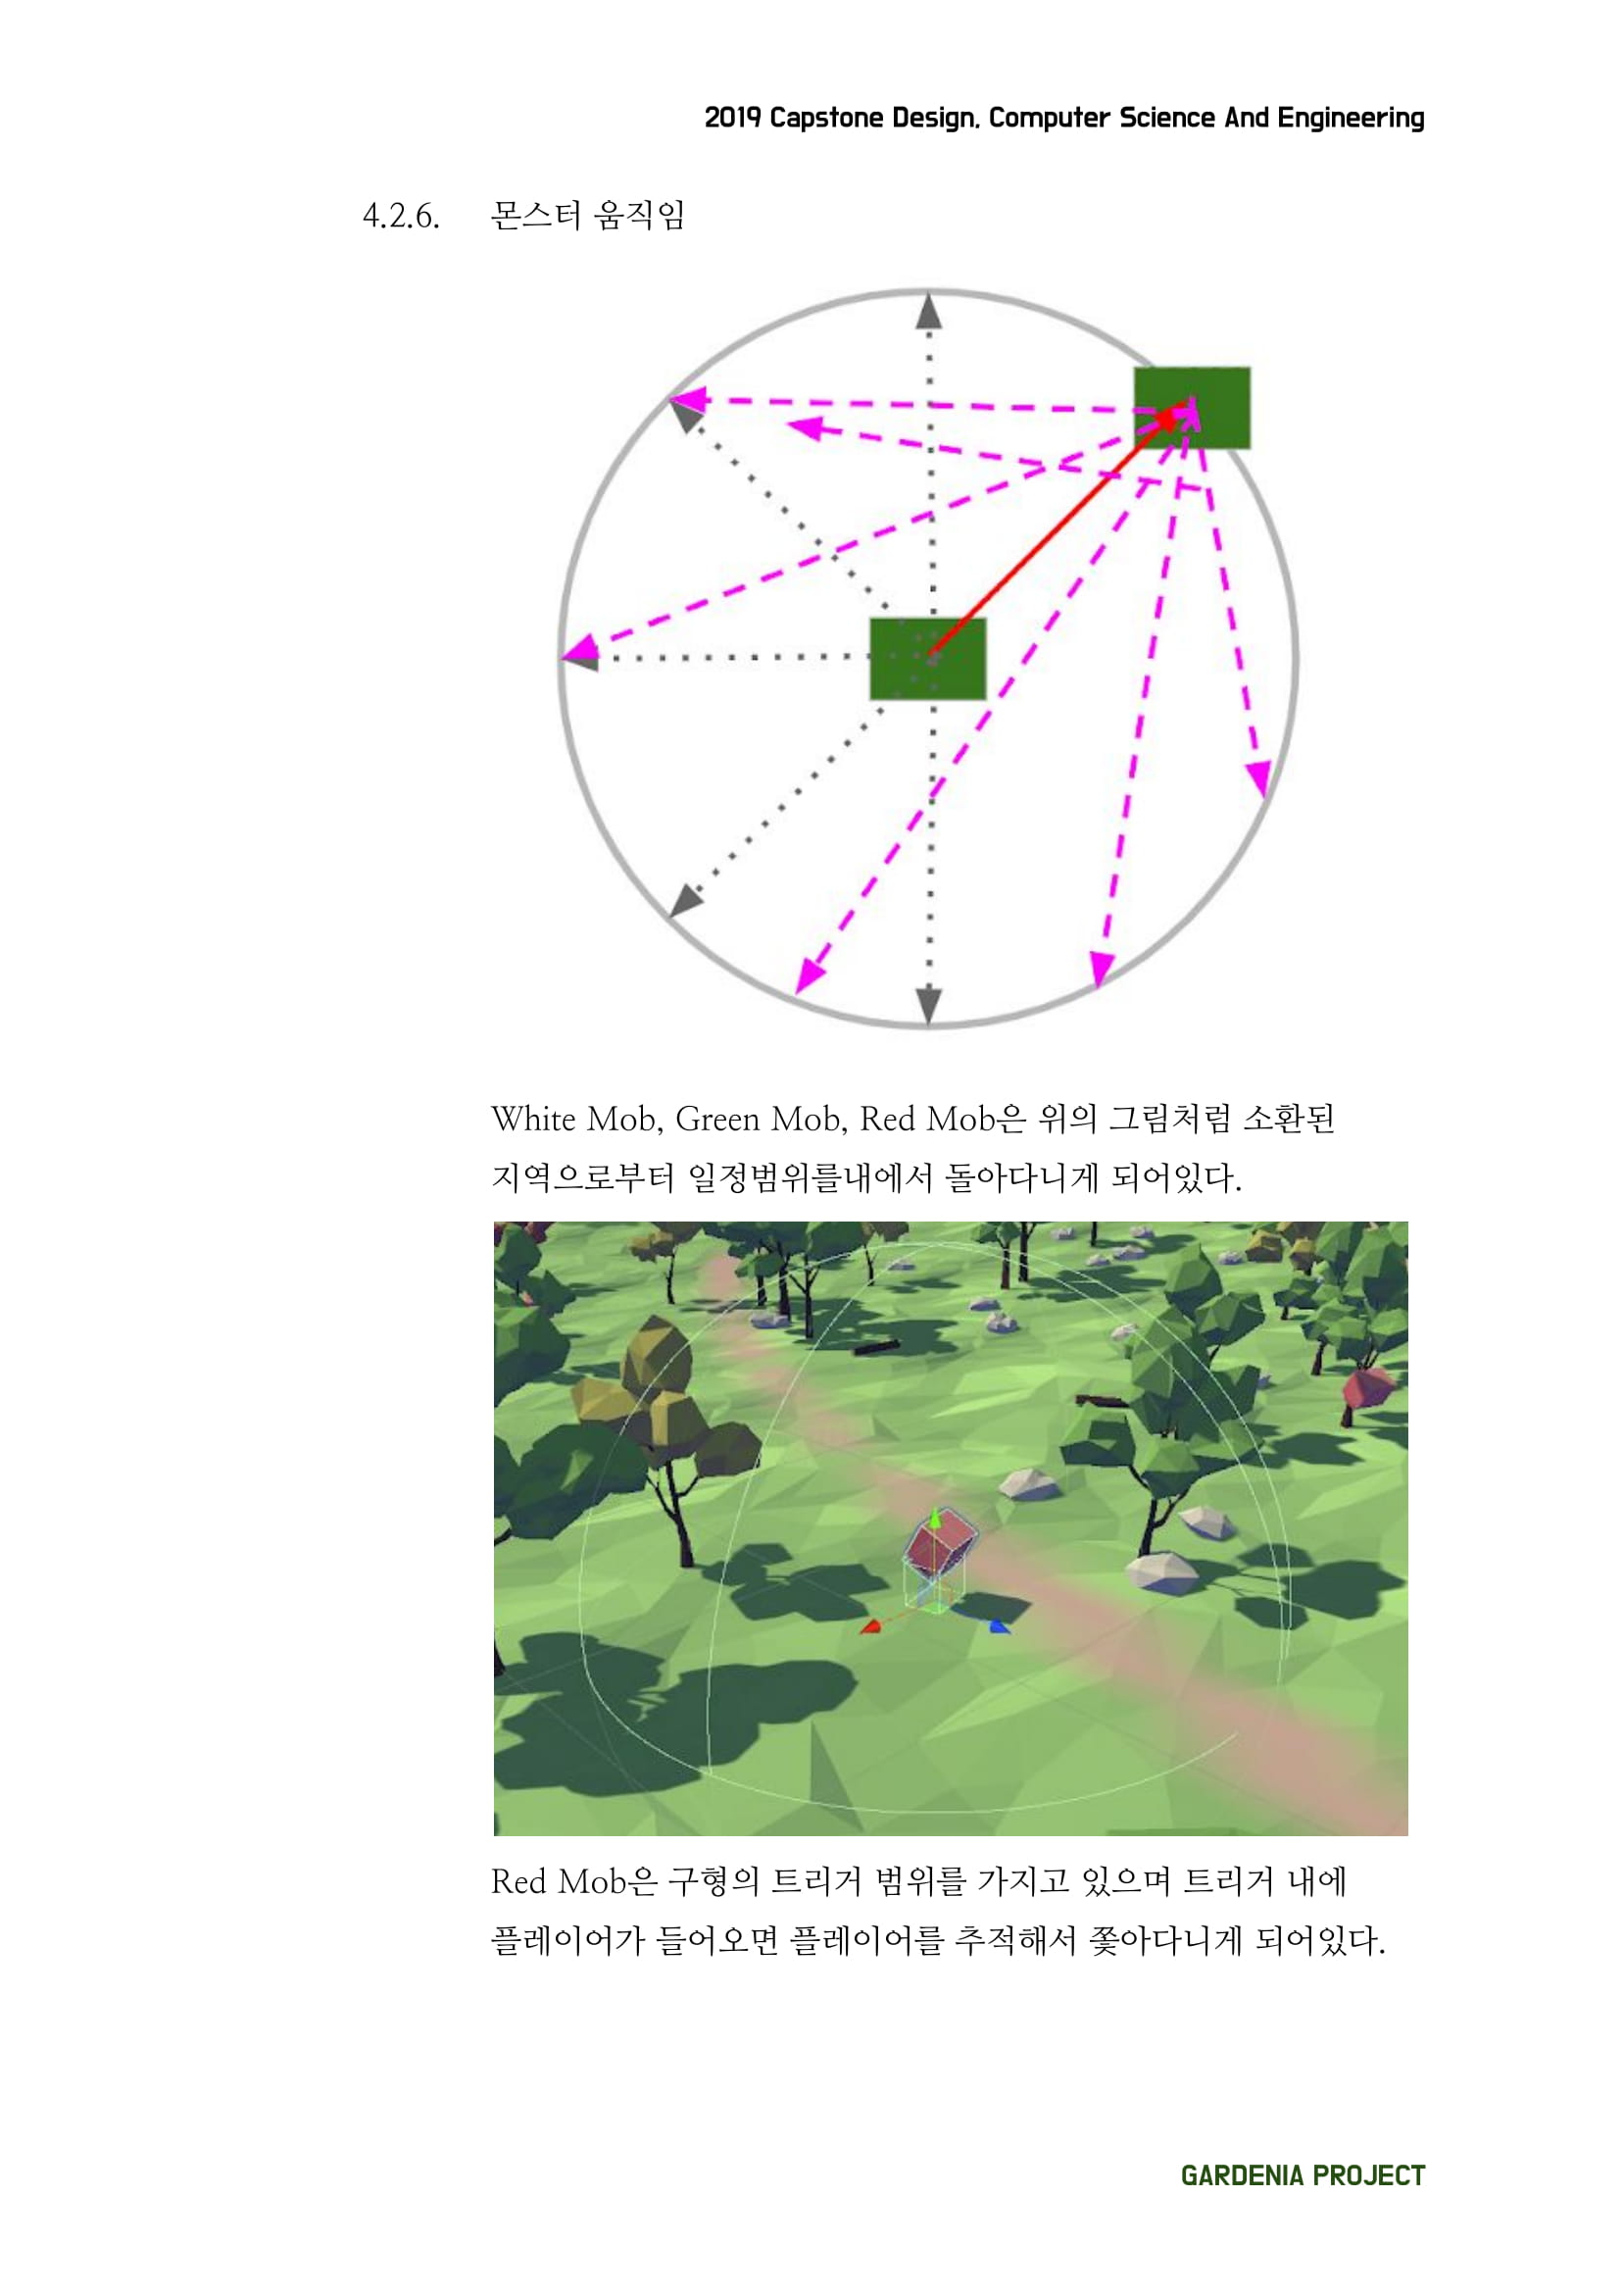 2019 Capstone Design, Computer Science And Engineering
4.2.6. 몬스터 움직임
White Mob, Green Mob, Red Mob은 위의 그림처럼 소환된
지역으로부터 일정범위를내에서 돌아다니게 되어있다.
Red Mob은 구형의 트리거 범위를 가지고 있으며 트리거 내에
플레이어가 들어오면 플레이어를 추적해서 쫓아다니게 되어있다.
GARDENIA PROJECT